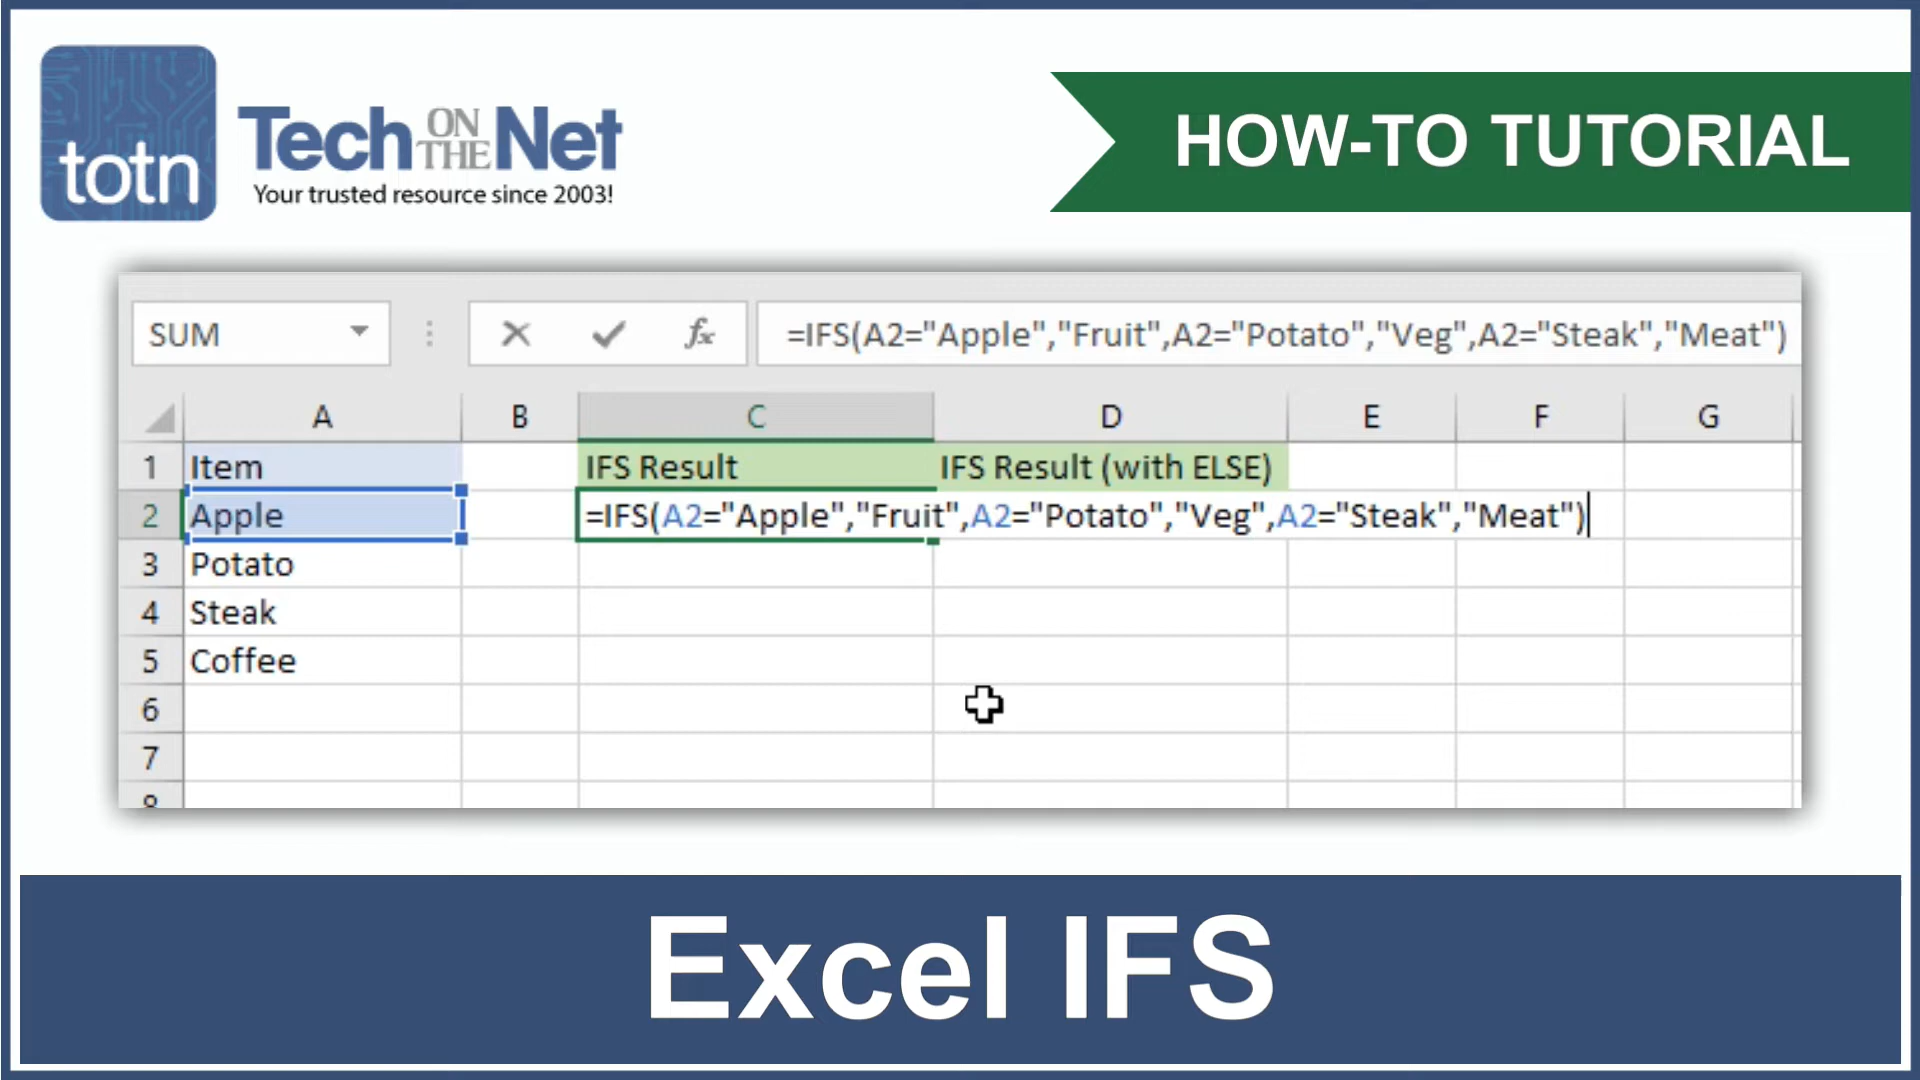 totn
Tech ON THE Net
Your trusted resource since 2003!
HOW-TO TUTORIAL
SUM fx =IFS(A2="Apple","Fruit",A2="Potato","Veg",A2="Steak","Meat")
A B C D E F G
1 Item IFS Result IFS Result (with ELSE)
2 Apple =IFS(A2="Apple","Fruit",A2="Potato","Veg",A2="Steak","Meat")
3 Potato
4 Steak
5 Coffee
6
7
8
Excel IFS